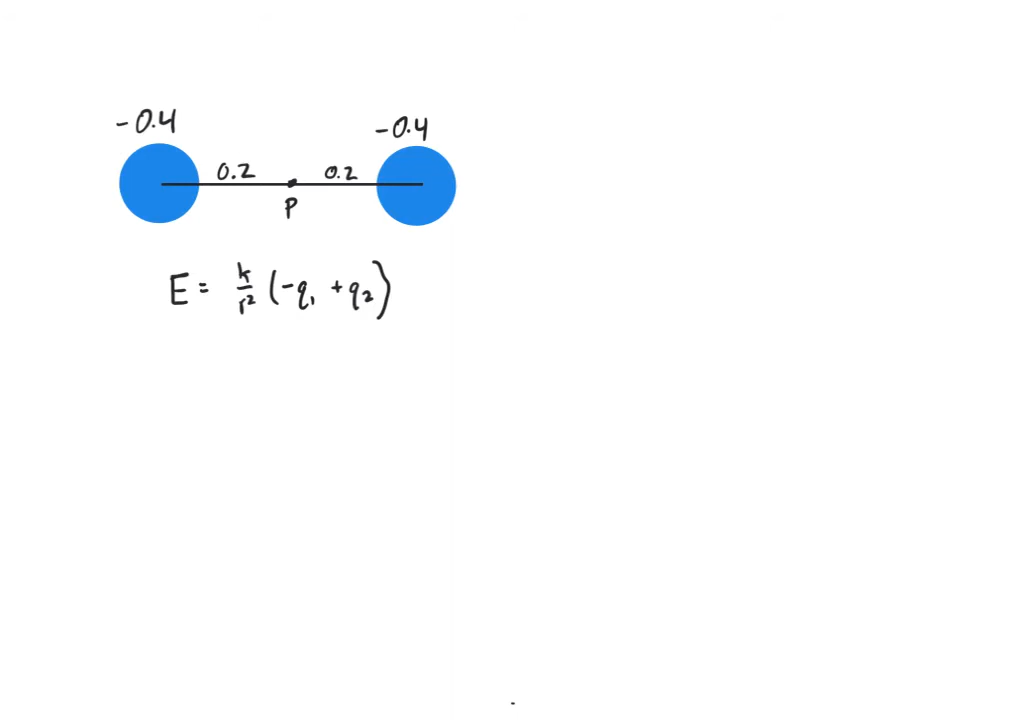 -0.4 -0.4
0.2 0.2
P
E = k/r² (-q₁ + q₂)